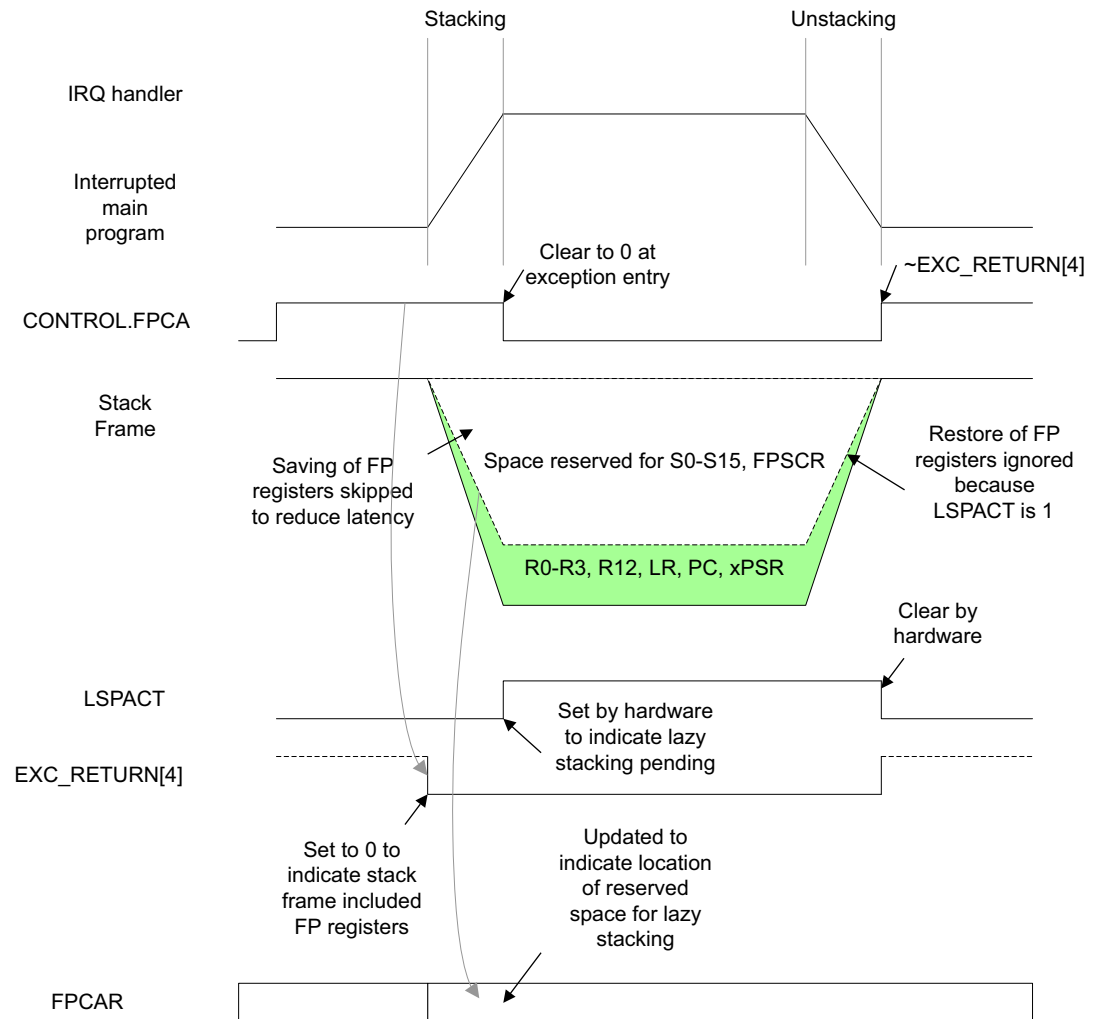 Stacking
Unstacking
IRQ handler
Interrupted
main
program
Clear to 0 at
exception entry
~EXC_RETURN[4]
CONTROL.FPCA
Stack
Frame
Saving of FP
registers skipped
to reduce latency
Space reserved for S0-S15, FPSCR
Restore of FP
registers ignored
because
LSPACT is 1
R0-R3, R12, LR, PC, xPSR
Clear by
hardware
LSPACT
Set by hardware
to indicate lazy
stacking pending
EXC_RETURN[4]
Set to 0 to
indicate stack
frame included
FP registers
Updated to
indicate location
of reserved
space for lazy
stacking
FPCAR